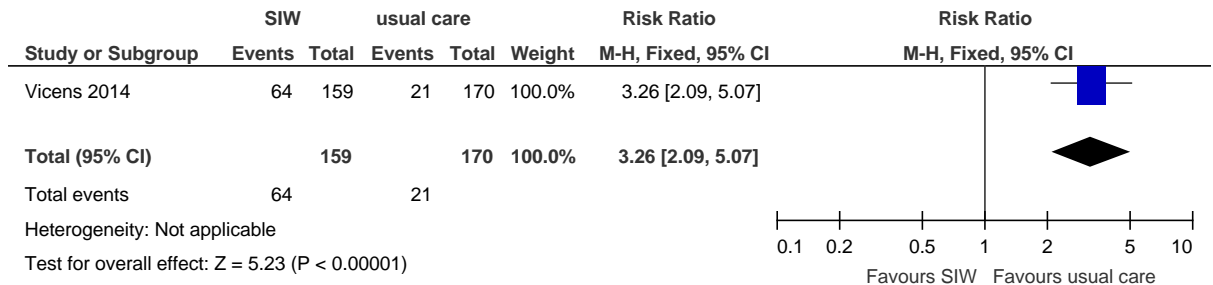 SIW usual care Risk Ratio Risk Ratio
Study or Subgroup Events Total Events Total Weight M-H, Fixed, 95% CI M-H, Fixed, 95% CI
Vicens 2014 64 159 21 170 100.0% 3.26 [2.09, 5.07]
Total (95% CI) 159 170 100.0% 3.26 [2.09, 5.07]
Total events 64 21
Heterogeneity: Not applicable
Test for overall effect: Z = 5.23 (P < 0.00001)
0.1 0.2 0.5 1 2 5 10
Favours SIW Favours usual care